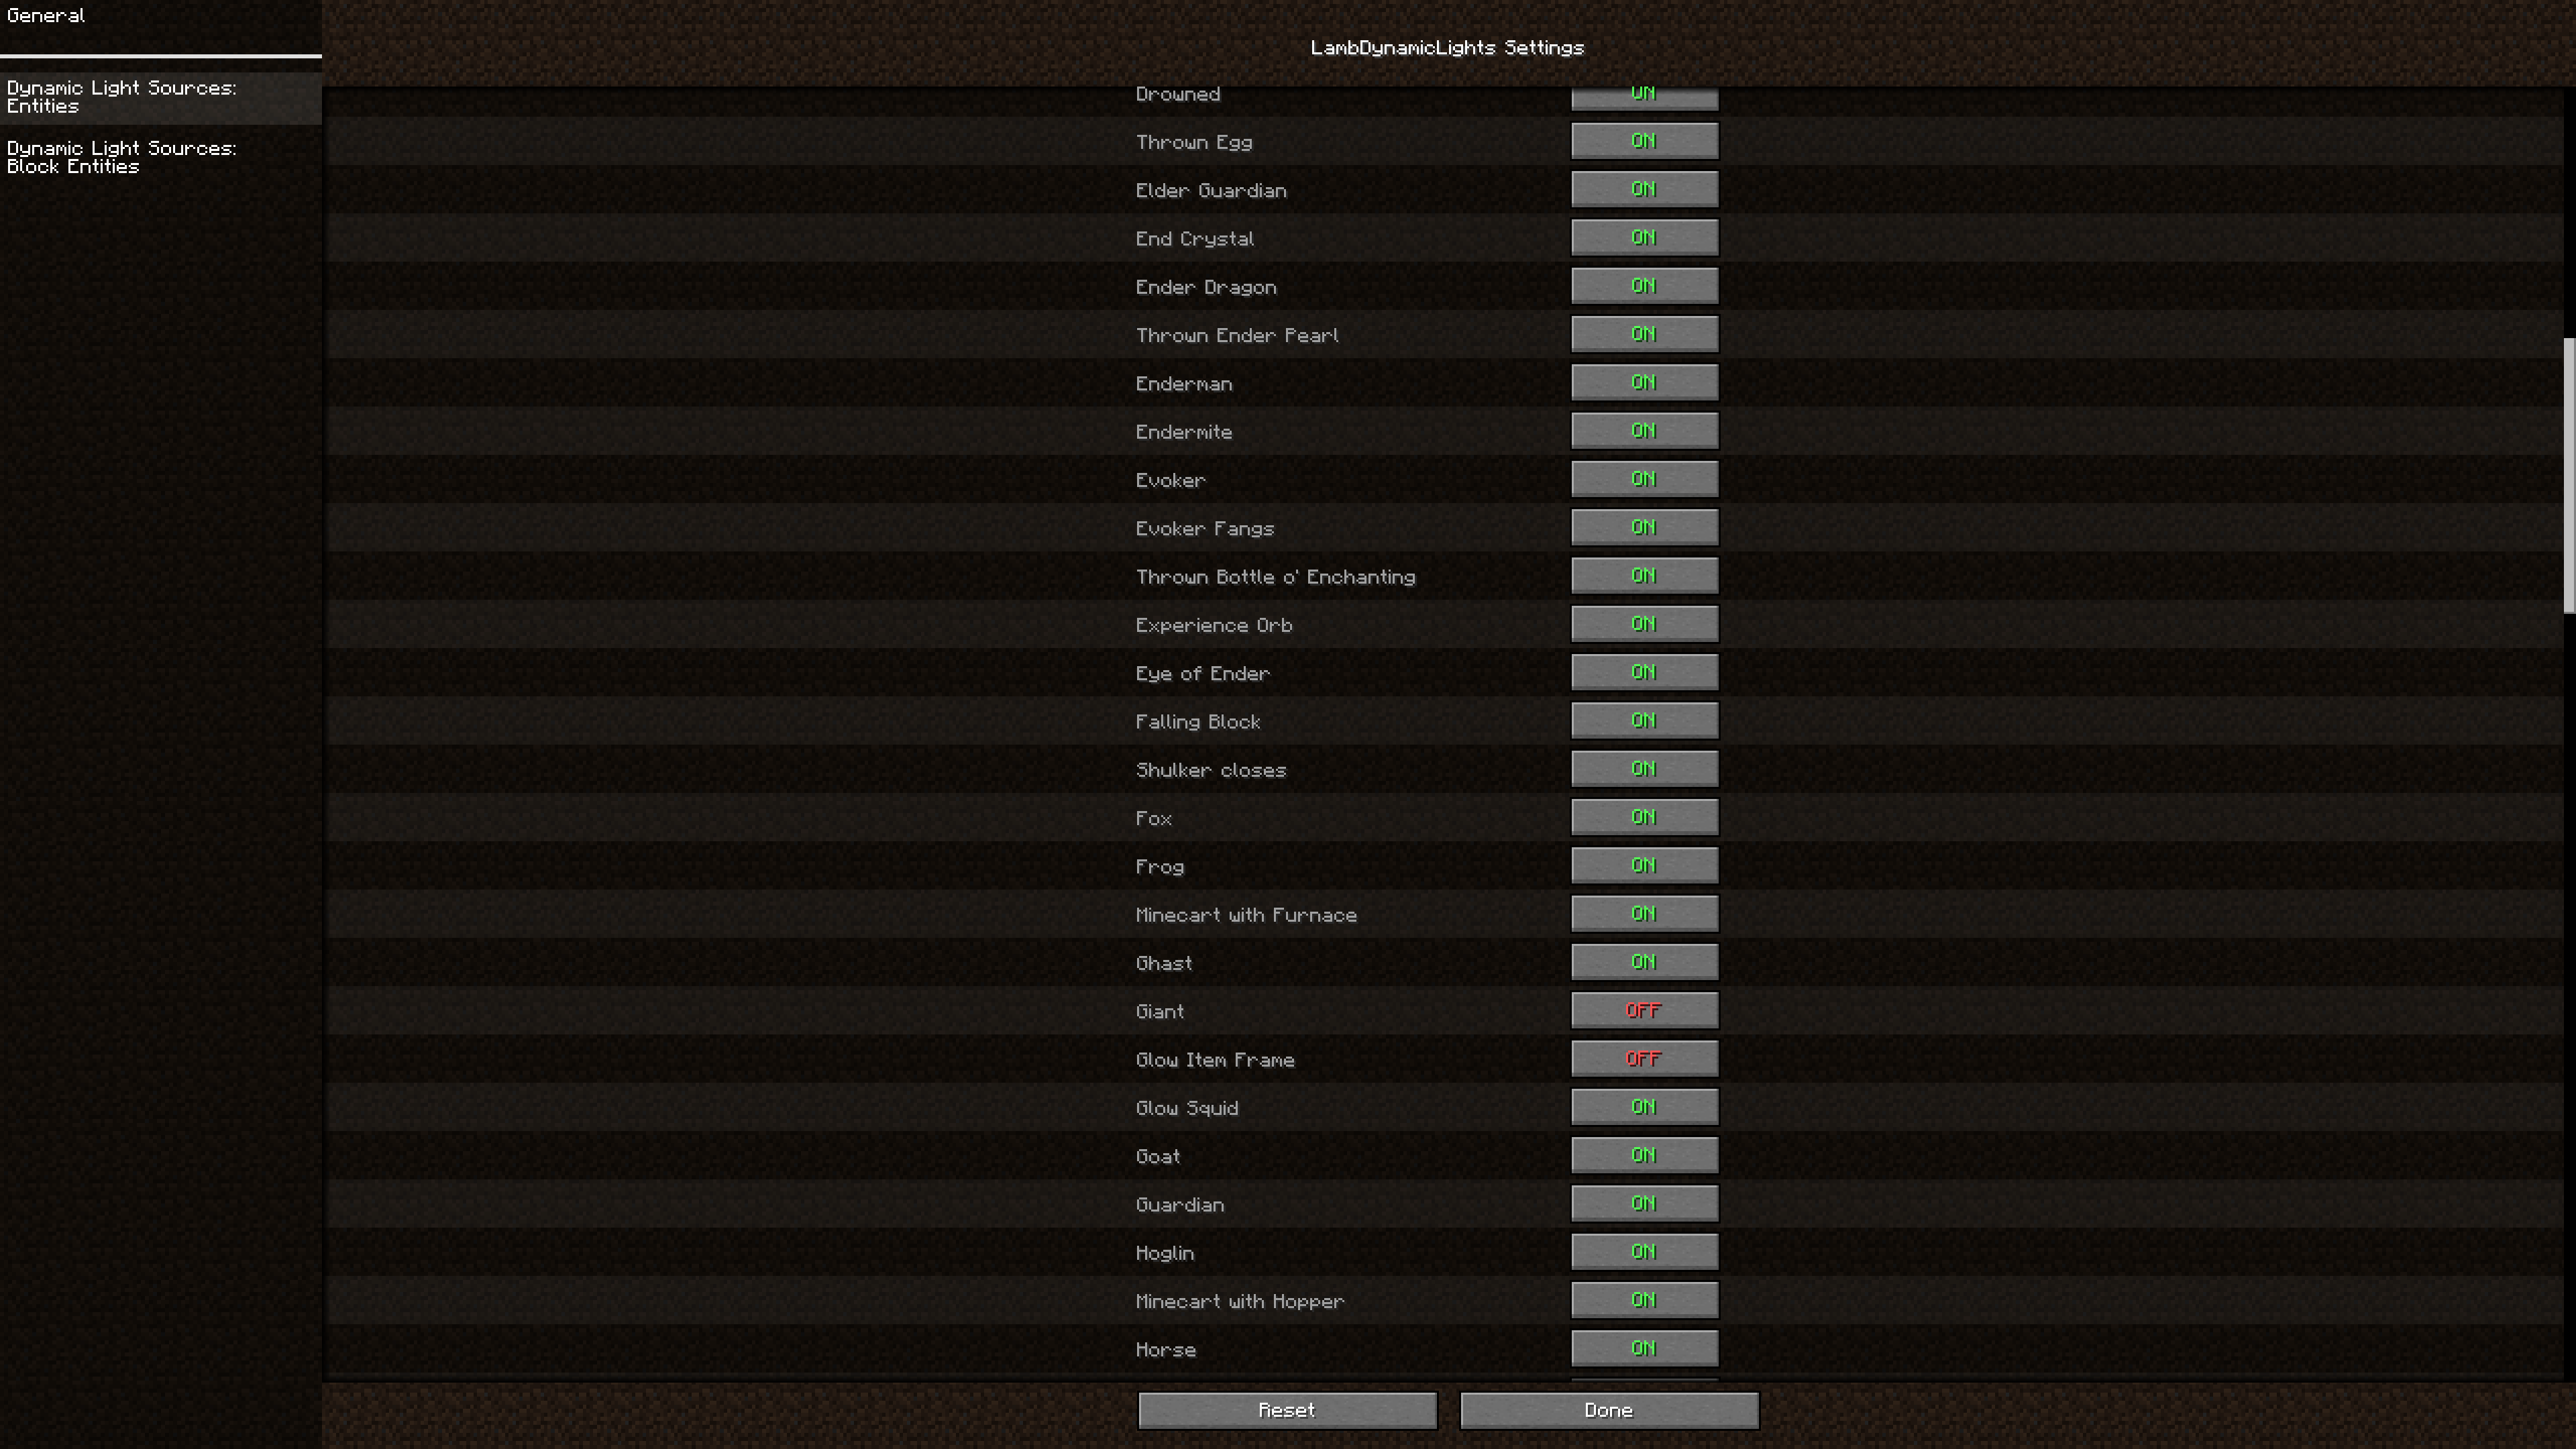 General
LambDynamicLights Settings
Dynamic Light Sources:
Entities
Dynamic Light Sources:
Block Entities
Drowned ON
Thrown Egg ON
Elder Guardian ON
End Crystal ON
Ender Dragon ON
Thrown Ender Pearl ON
Enderman ON
Endermite ON
Evoker ON
Evoker Fangs ON
Thrown Bottle o' Enchanting ON
Experience Orb ON
Eye of Ender ON
Falling Block ON
Shulker closes ON
Fox ON
Frog ON
Minecart with Furnace ON
Ghast ON
Giant OFF
Glow Item Frame OFF
Glow Squid ON
Goat ON
Guardian ON
Hoglin ON
Minecart with Hopper ON
Horse ON
Reset Done